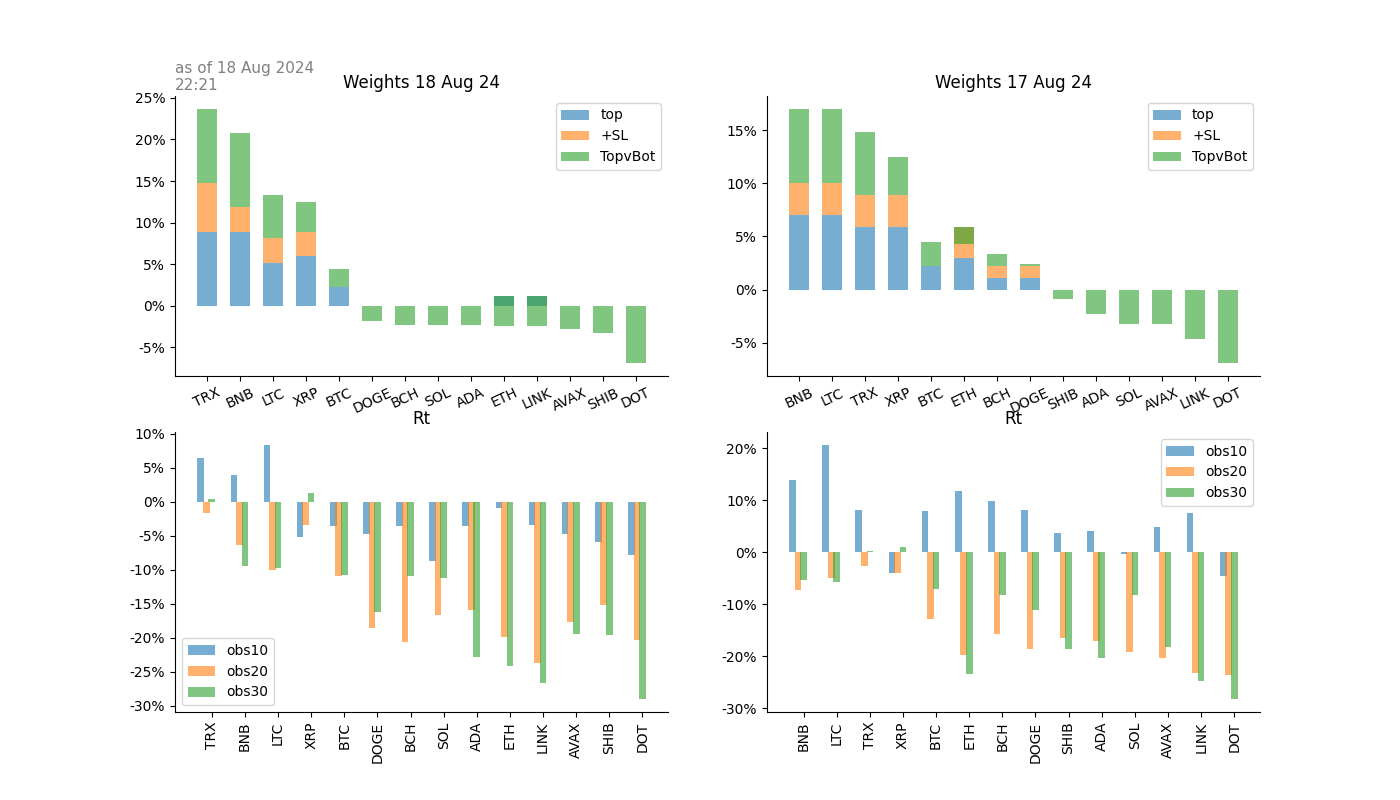 as of 18 Aug 2024
22:21
Weights 18 Aug 24
25%
20%
15%
10%
5%
0%
-5%
top
+SL
TopvBot
TRX BNB LTC XRP BTC DOGE BCH SOL ADA ETH LINK AVAX SHIB DOT
Weights 17 Aug 24
15%
10%
5%
0%
-5%
top
+SL
TopvBot
BNB LTC TRX XRP BTC ETH BCH DOGE SHIB ADA SOL AVAX LINK DOT
Rt
10%
5%
0%
-5%
-10%
-15%
-20%
-25%
-30%
obs10
obs20
obs30
TRX BNB LTC XRP BTC DOGE BCH SOL ADA ETH LINK AVAX SHIB DOT
Rt
20%
10%
0%
-10%
-20%
-30%
obs10
obs20
obs30
BNB LTC TRX XRP BTC ETH BCH DOGE SHIB ADA SOL AVAX LINK DOT